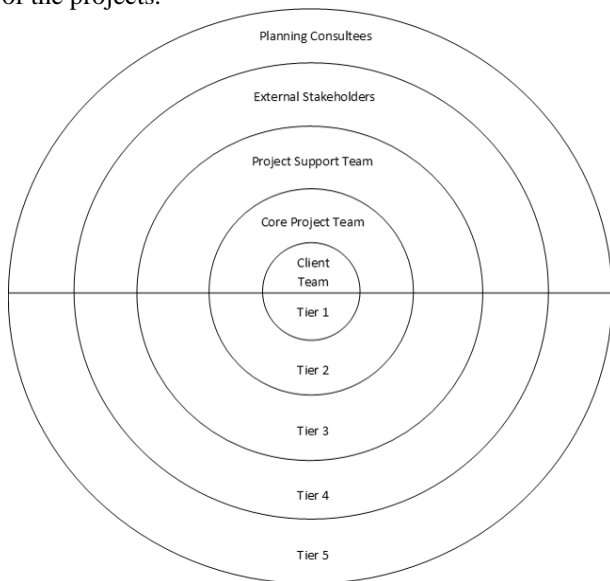 of the projects.
Planning Consultees
External Stakeholders
Project Support Team
Core Project Team
Client
Team
Tier 1
Tier 2
Tier 3
Tier 4
Tier 5